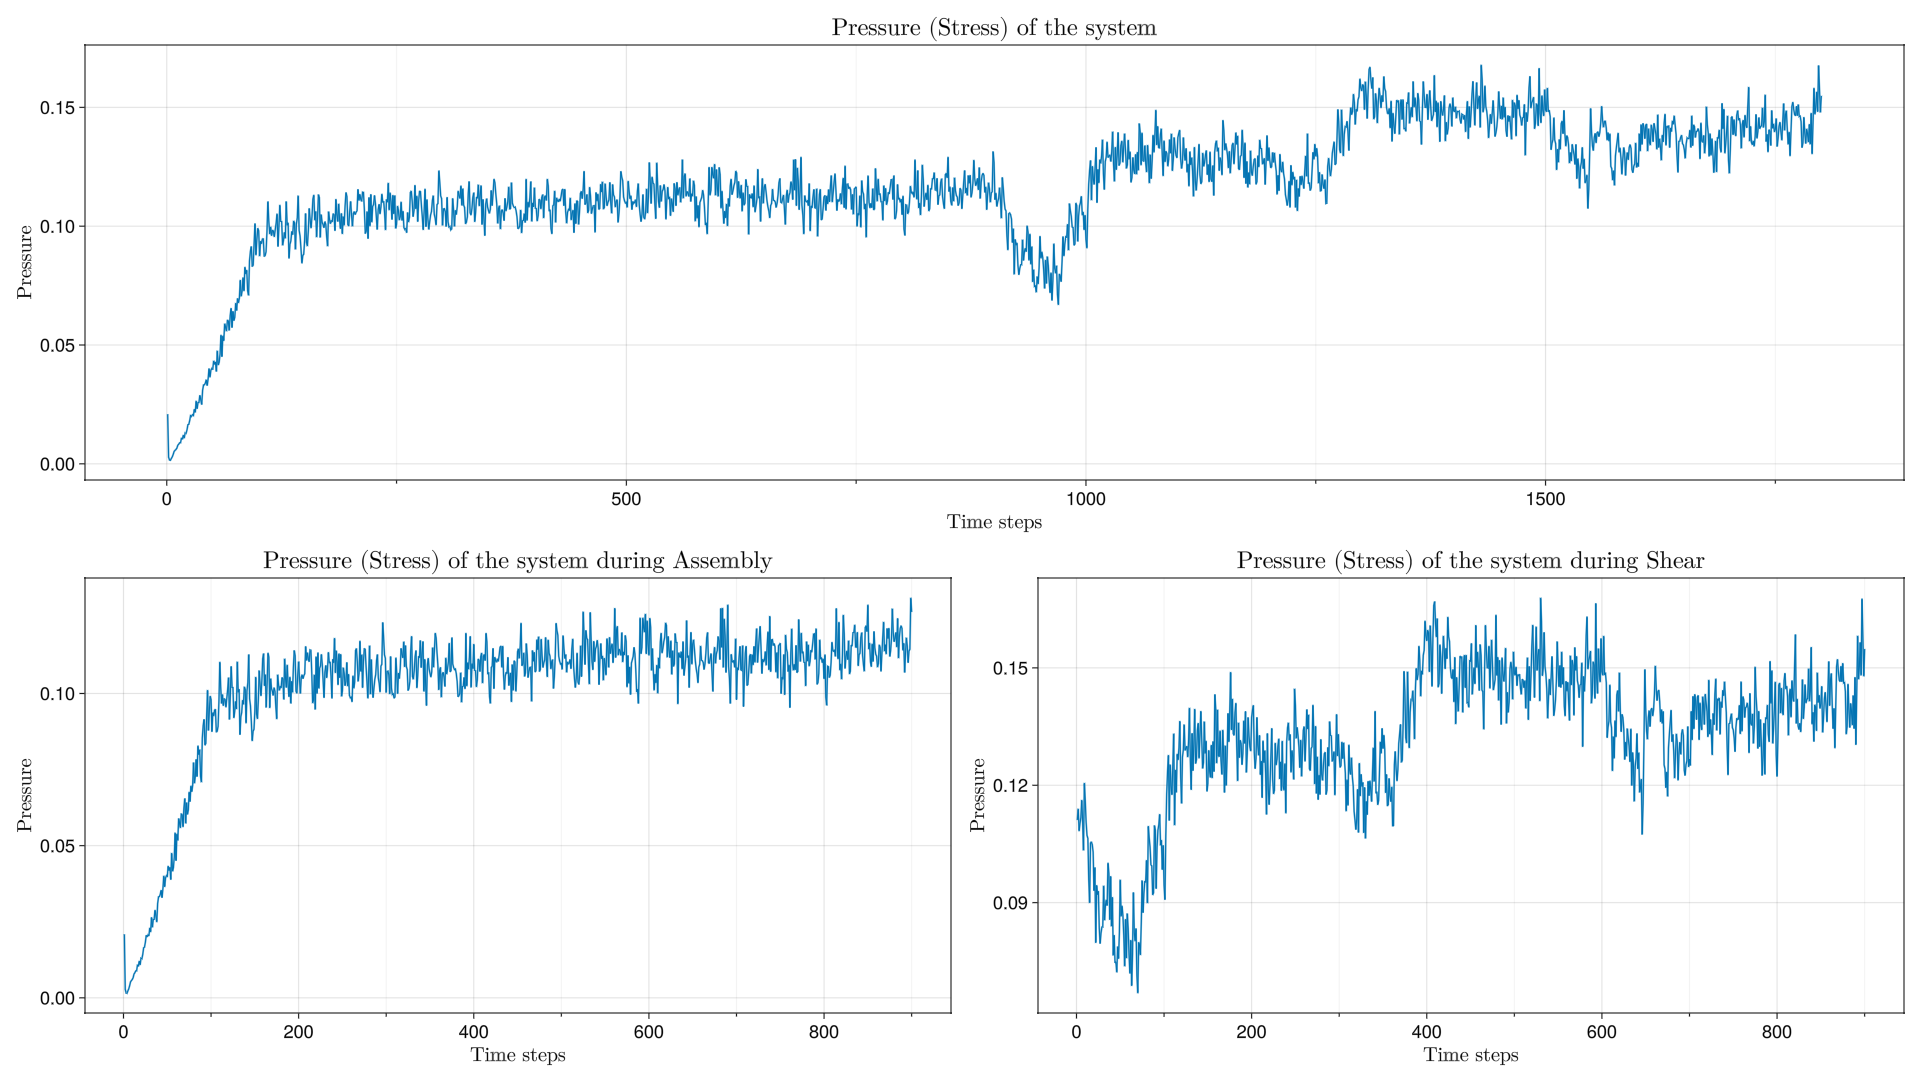 Pressure (Stress) of the system
Pressure
0.15
0.10
0.05
0.00
0 500 1000 1500
Time steps
Pressure (Stress) of the system during Assembly
Pressure
0.10
0.05
0.00
0 200 400 600 800
Time steps
Pressure (Stress) of the system during Shear
Pressure
0.15
0.12
0.09
0 200 400 600 800
Time steps